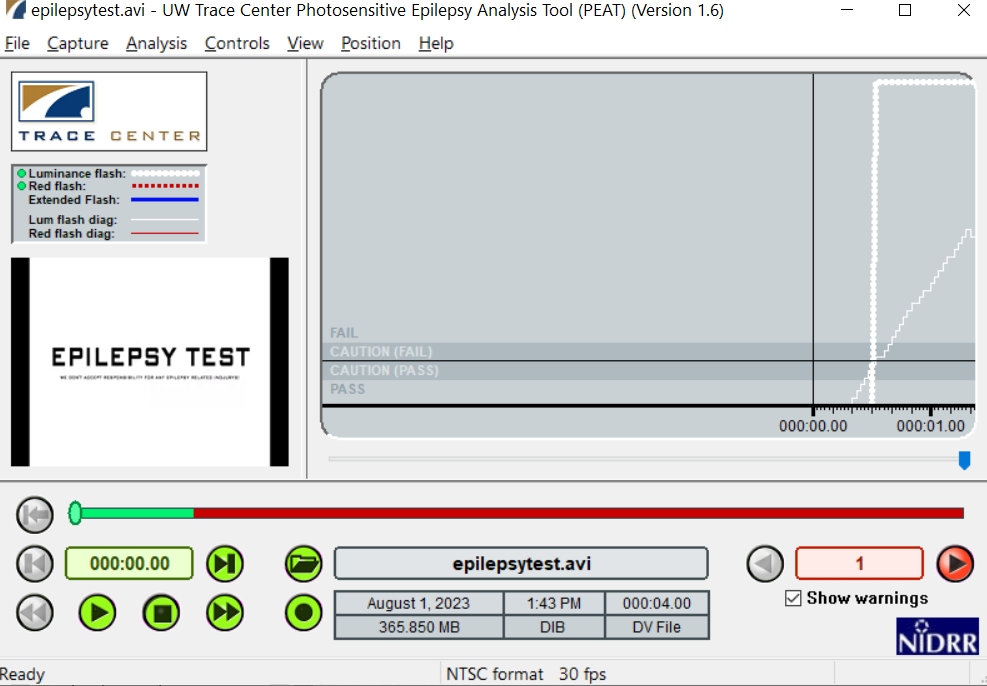 epilepsytest.avi - UW Trace Center Photosensitive Epilepsy Analysis Tool (PEAT) (Version 1.6)
File Capture Analysis Controls View Position Help
TRACE CENTER
Luminance flash:
Red flash:
Extended Flash:
Lum flash diag:
Red flash diag:
EPILEPSY TEST
WE DON'T ACCEPT RESPONSIBILITY FOR ANY EPILEPSY RELATED INJURYS!
FAIL
CAUTION (FAIL)
CAUTION (PASS)
PASS
000:00.00 000:01.00
000:00.00
epilepsytest.avi
August 1, 2023 1:43 PM 000:04.00
365.850 MB DIB DV File
1
Show warnings
NIDRR
Ready NTSC format 30 fps